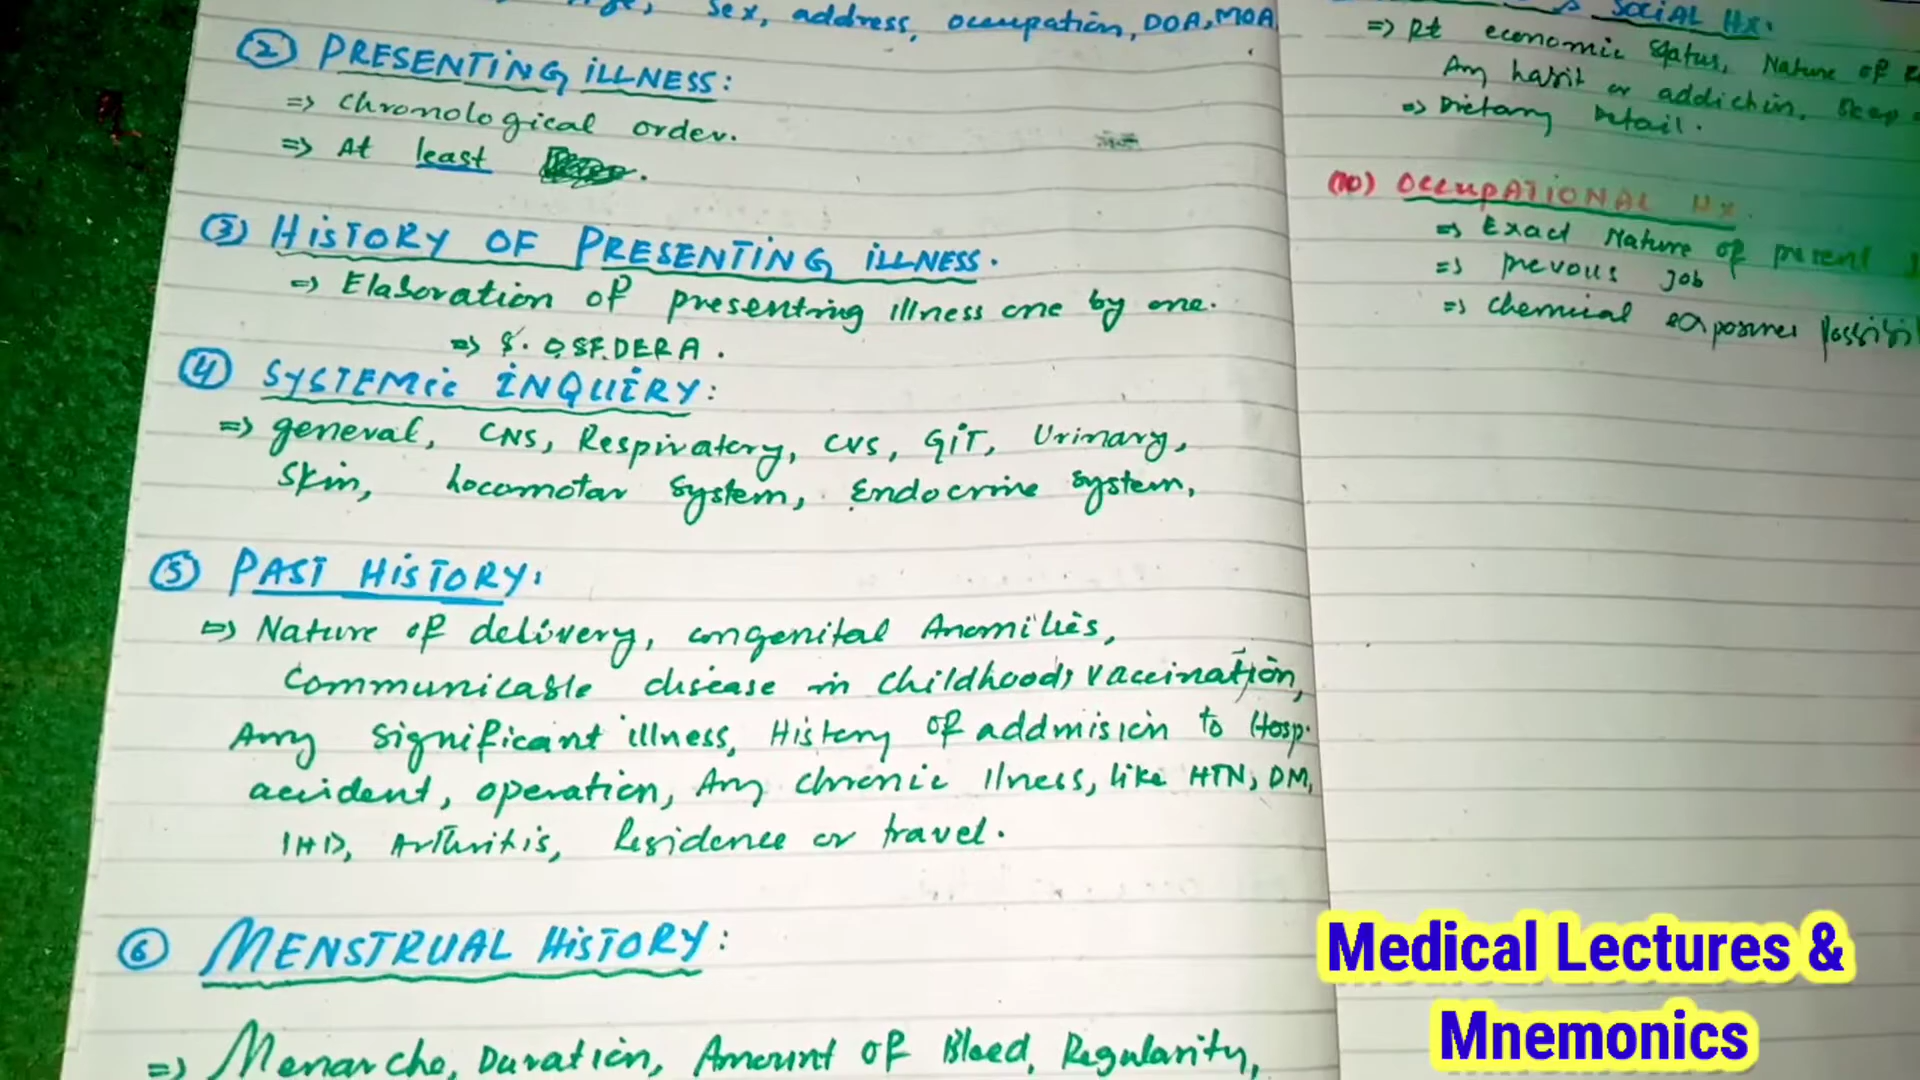 Sex, address, occupation, DOA, MOA
② PRESENTING ILLNESS:
=> Chronological order.
=> At least
③ HISTORY OF PRESENTING ILLNESS.
=> Elaboration of presenting illness one by one.
=> S. OSF.DERA.
④ SYSTEMIC INQUIRY:
=> general, CNS, Respiratory, CVS, GIT, Urinary,
Skin, Locomotar System, Endocrine System,
⑤ PAST HISTORY:
=> Nature of delivery, congenital Anomilies,
Communicable disease in childhood, vaccination,
Any significant illness, History of addmision to Hosp.
accident, operation, Any chronic illness, like HTN, DM,
IHD, Arthritis, Residence or travel.
⑥ MENSTRUAL HISTORY:
=> Menarche, Duration, Amount of Bleed, Regularity,
SOCIAL Hx.
=> Pt economic status, Nature of
Any habit or addiction, Sleep
=> Dietary Detail.
(10) OCCUPATIONAL Hx.
=> Exact Nature of present
=> prevous job
=> Chemical exposures
Medical Lectures &
Mnemonics